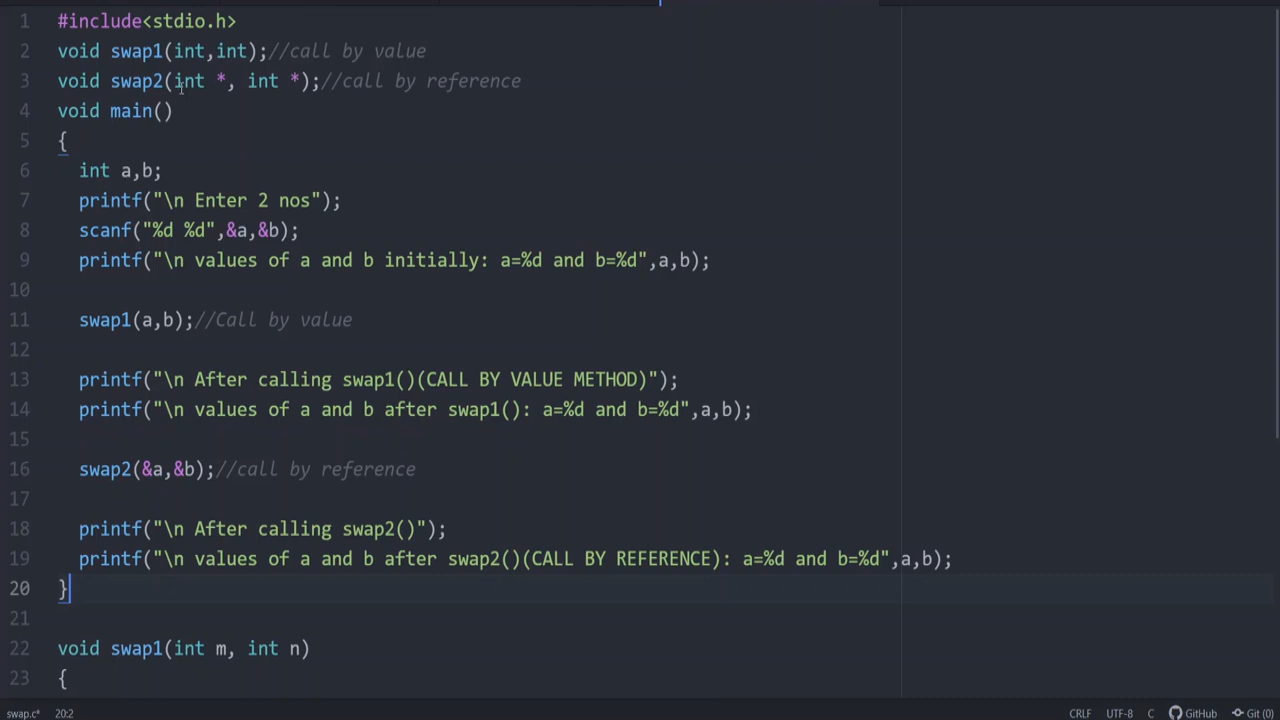 1 #include<stdio.h>
2 void swap1(int,int);//call by value
3 void swap2(int *, int *);//call by reference
4 void main()
5 {
6 int a,b;
7 printf("\n Enter 2 nos");
8 scanf("%d %d",&a,&b);
9 printf("\n values of a and b initially: a=%d and b=%d",a,b);
10
11 swap1(a,b);//Call by value
12
13 printf("\n After calling swap1()(CALL BY VALUE METHOD)");
14 printf("\n values of a and b after swap1(): a=%d and b=%d",a,b);
15
16 swap2(&a,&b);//call by reference
17
18 printf("\n After calling swap2()");
19 printf("\n values of a and b after swap2()(CALL BY REFERENCE): a=%d and b=%d",a,b);
20 }
21
22 void swap1(int m, int n)
23 {
swap.c* 20:2 CRLF UTF-8 C GitHub Git (0)